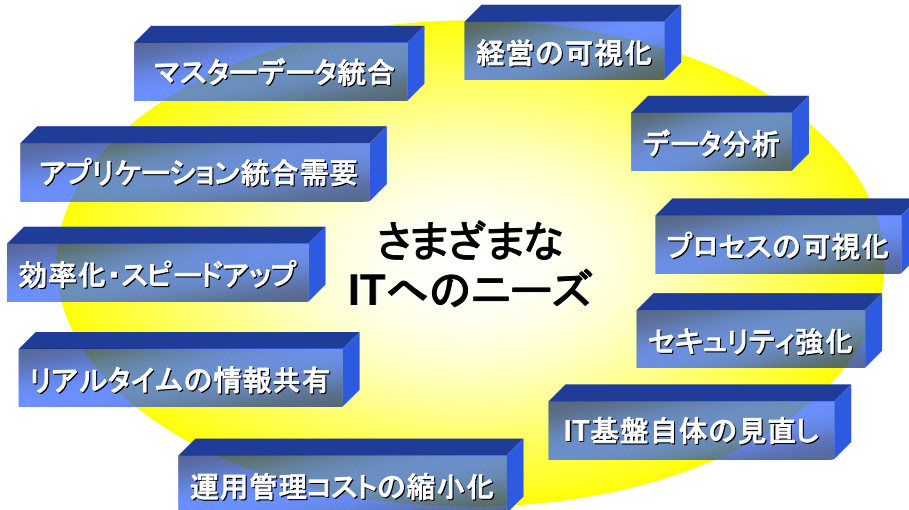 経営の可視化
マスターデータ統合
データ分析
アプリケーション統合需要
さまざまな
ITへのニーズ
プロセスの可視化
効率化・スピードアップ
セキュリティ強化
リアルタイムの情報共有
IT基盤自体の見直し
運用管理コストの縮小化